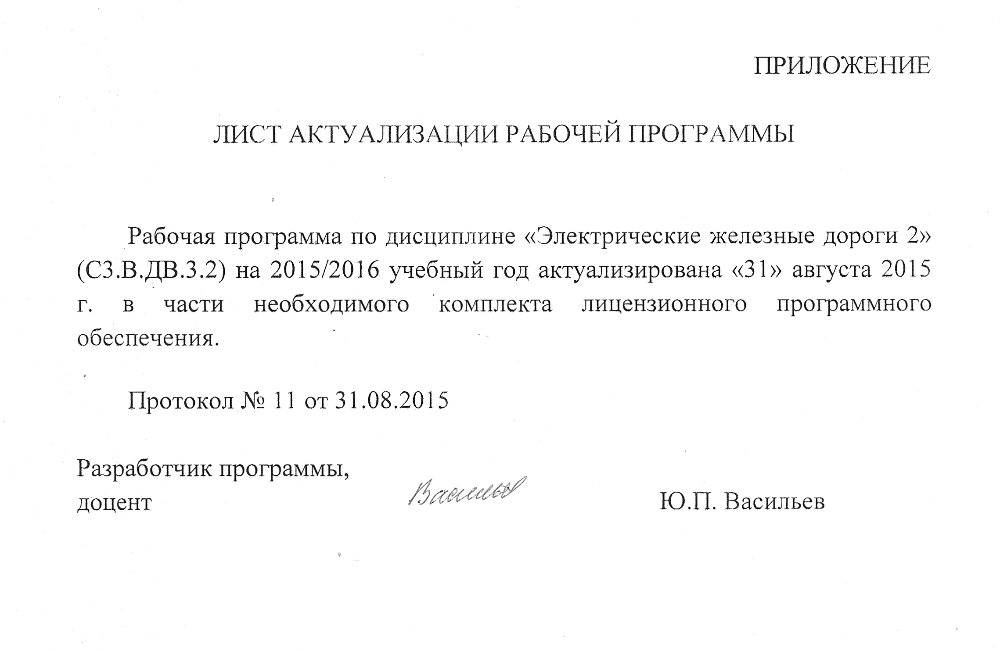 ПРИЛОЖЕНИЕ
ЛИСТ АКТУАЛИЗАЦИИ РАБОЧЕЙ ПРОГРАММЫ
Рабочая программа по дисциплине «Электрические железные дороги 2»
(С3.В.ДВ.3.2) на 2015/2016 учебный год актуализирована «31» августа 2015
г. в части необходимого комплекта лицензионного программного
обеспечения.
Протокол № 11 от 31.08.2015
Разработчик программы,
доцент Васильев Ю.П. Васильев